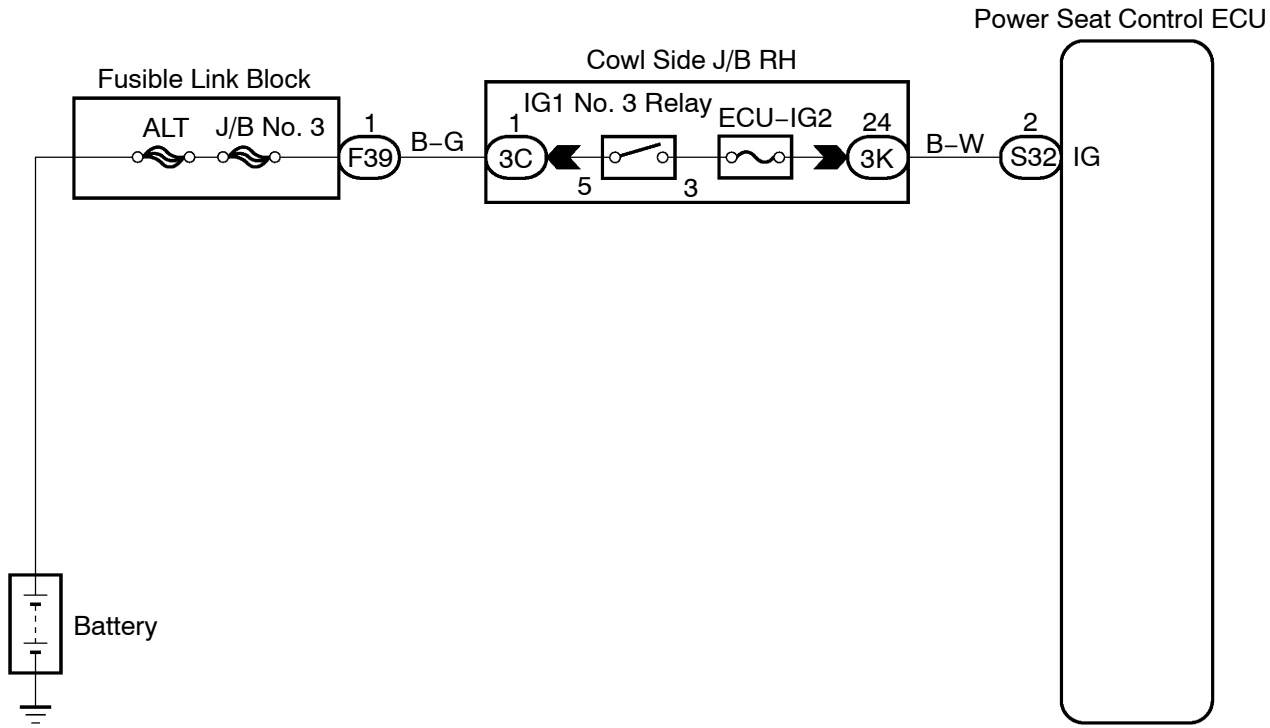 Power Seat Control ECU
Fusible Link Block
Cowl Side J/B RH
ALT
J/B No. 3
1
F39
B–G
1
3C
IG1 No. 3 Relay
5
3
ECU–IG2
24
3K
B–W
2
S32
IG
Battery